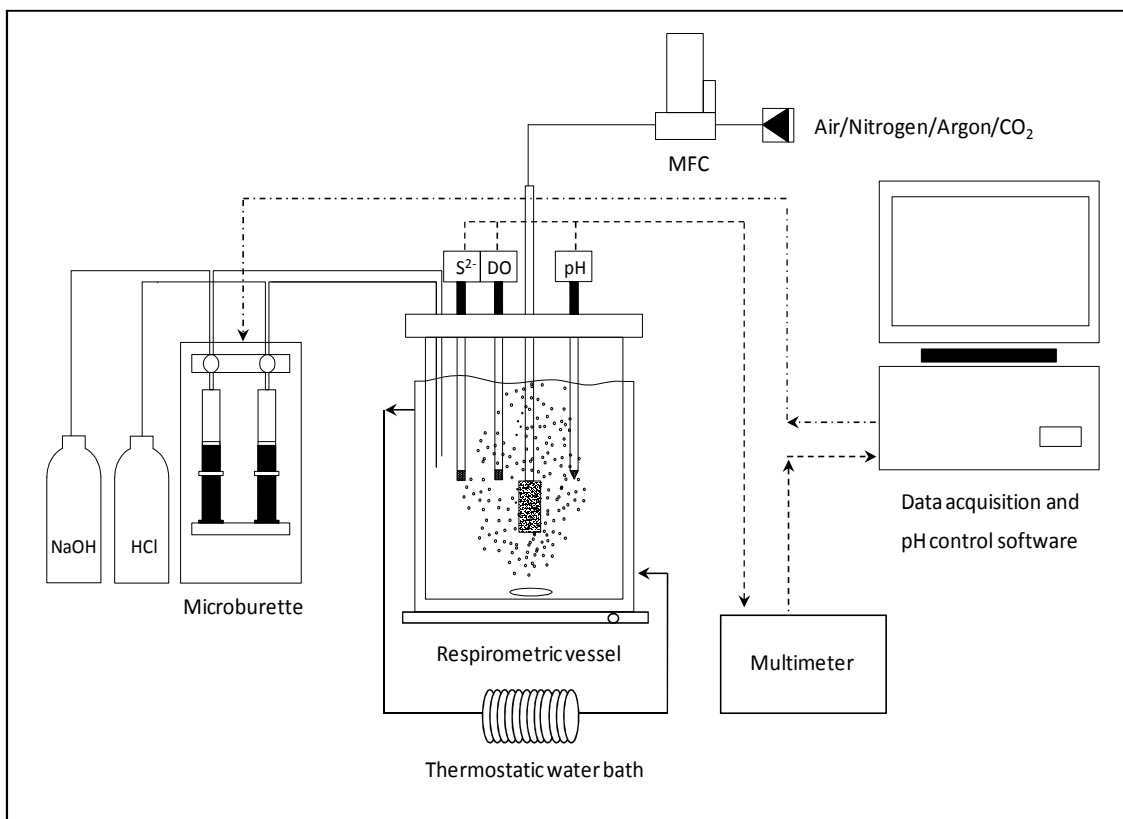 Air/Nitrogen/Argon/CO₂
MFC
S²⁻
DO
pH
NaOH
HCl
Microburette
Respirometric vessel
Thermostatic water bath
Multimeter
Data acquisition and
pH control software